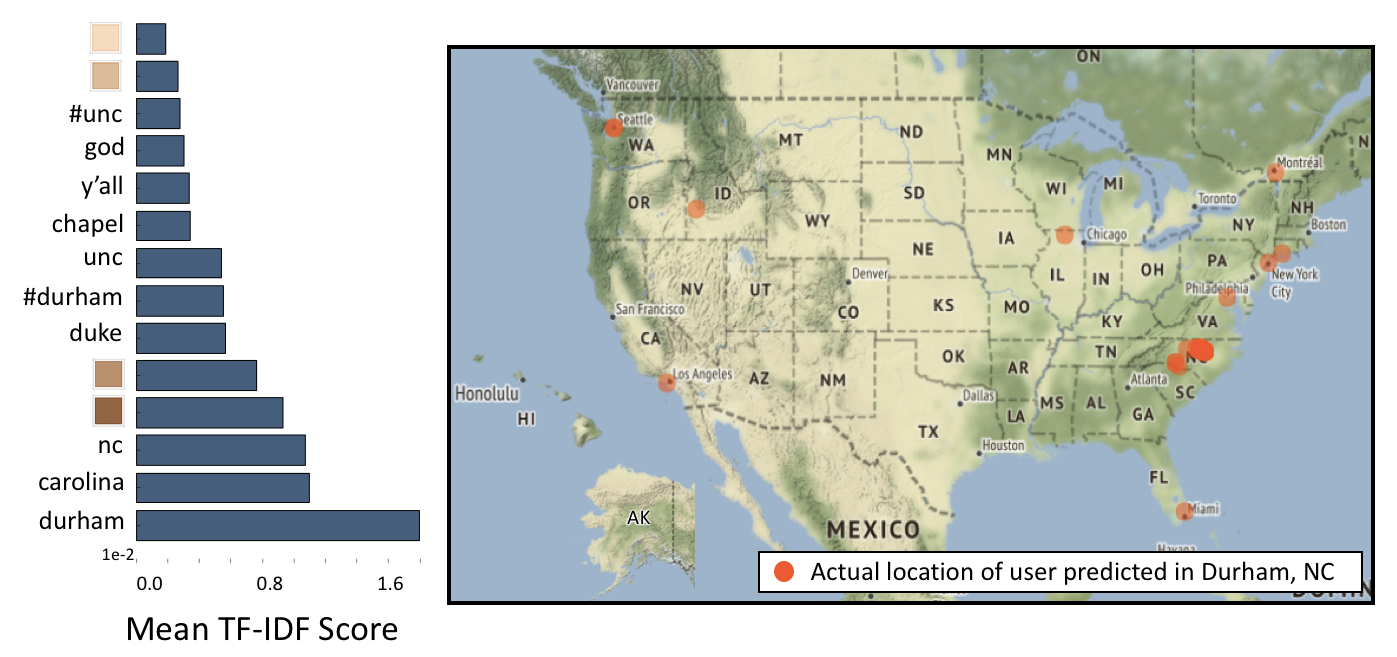 #unc
god
y’all
chapel
unc
#durham
duke
nc
carolina
durham
1e-2
0.0 0.8 1.6
Mean TF-IDF Score
ON
Vancouver
Seattle
WA
MT
ND
MN
Montréal
N
OR
ID
SD
WI
MI
Toronto
NH
WY
NY
Boston
IA
Chicago
NE
PA
NV
UT
Denver
IL
IN
OH
New York
City
Philadelphia
San Francisco
CO
KS
MO
KY
VA
CA
Los Angeles
AZ
NM
OK
AR
TN
NC
Honolulu
HI
Dallas
Atlanta
SC
MS
AL
GA
LA
TX
Houston
FL
AK
Miami
MEXICO
Havana
Actual location of user predicted in Durham, NC